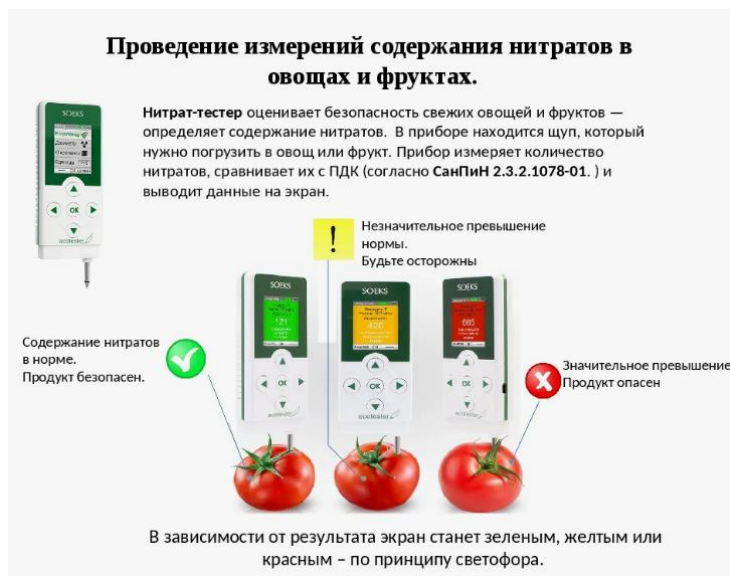 Проведение измерений содержания нитратов в
овощах и фруктах.
Нитрат-тестер оценивает безопасность свежих овощей и фруктов —
определяет содержание нитратов. В приборе находится щуп, который
нужно погрузить в овощ или фрукт. Прибор измеряет количество
нитратов, сравнивает их с ПДК (согласно СанПиН 2.3.2.1078-01. ) и
выводит данные на экран.
SOEKS
OK
ecotester
!
Незначительное превышение
нормы.
Будьте осторожны
SOEKS
121
OK
SOEKS
420
OK
ecotester
SOEKS
685
OK
Содержание нитратов
в норме.
Продукт безопасен.
Значительное превышение
Продукт опасен
В зависимости от результата экран станет зеленым, желтым или
красным – по принципу светофора.